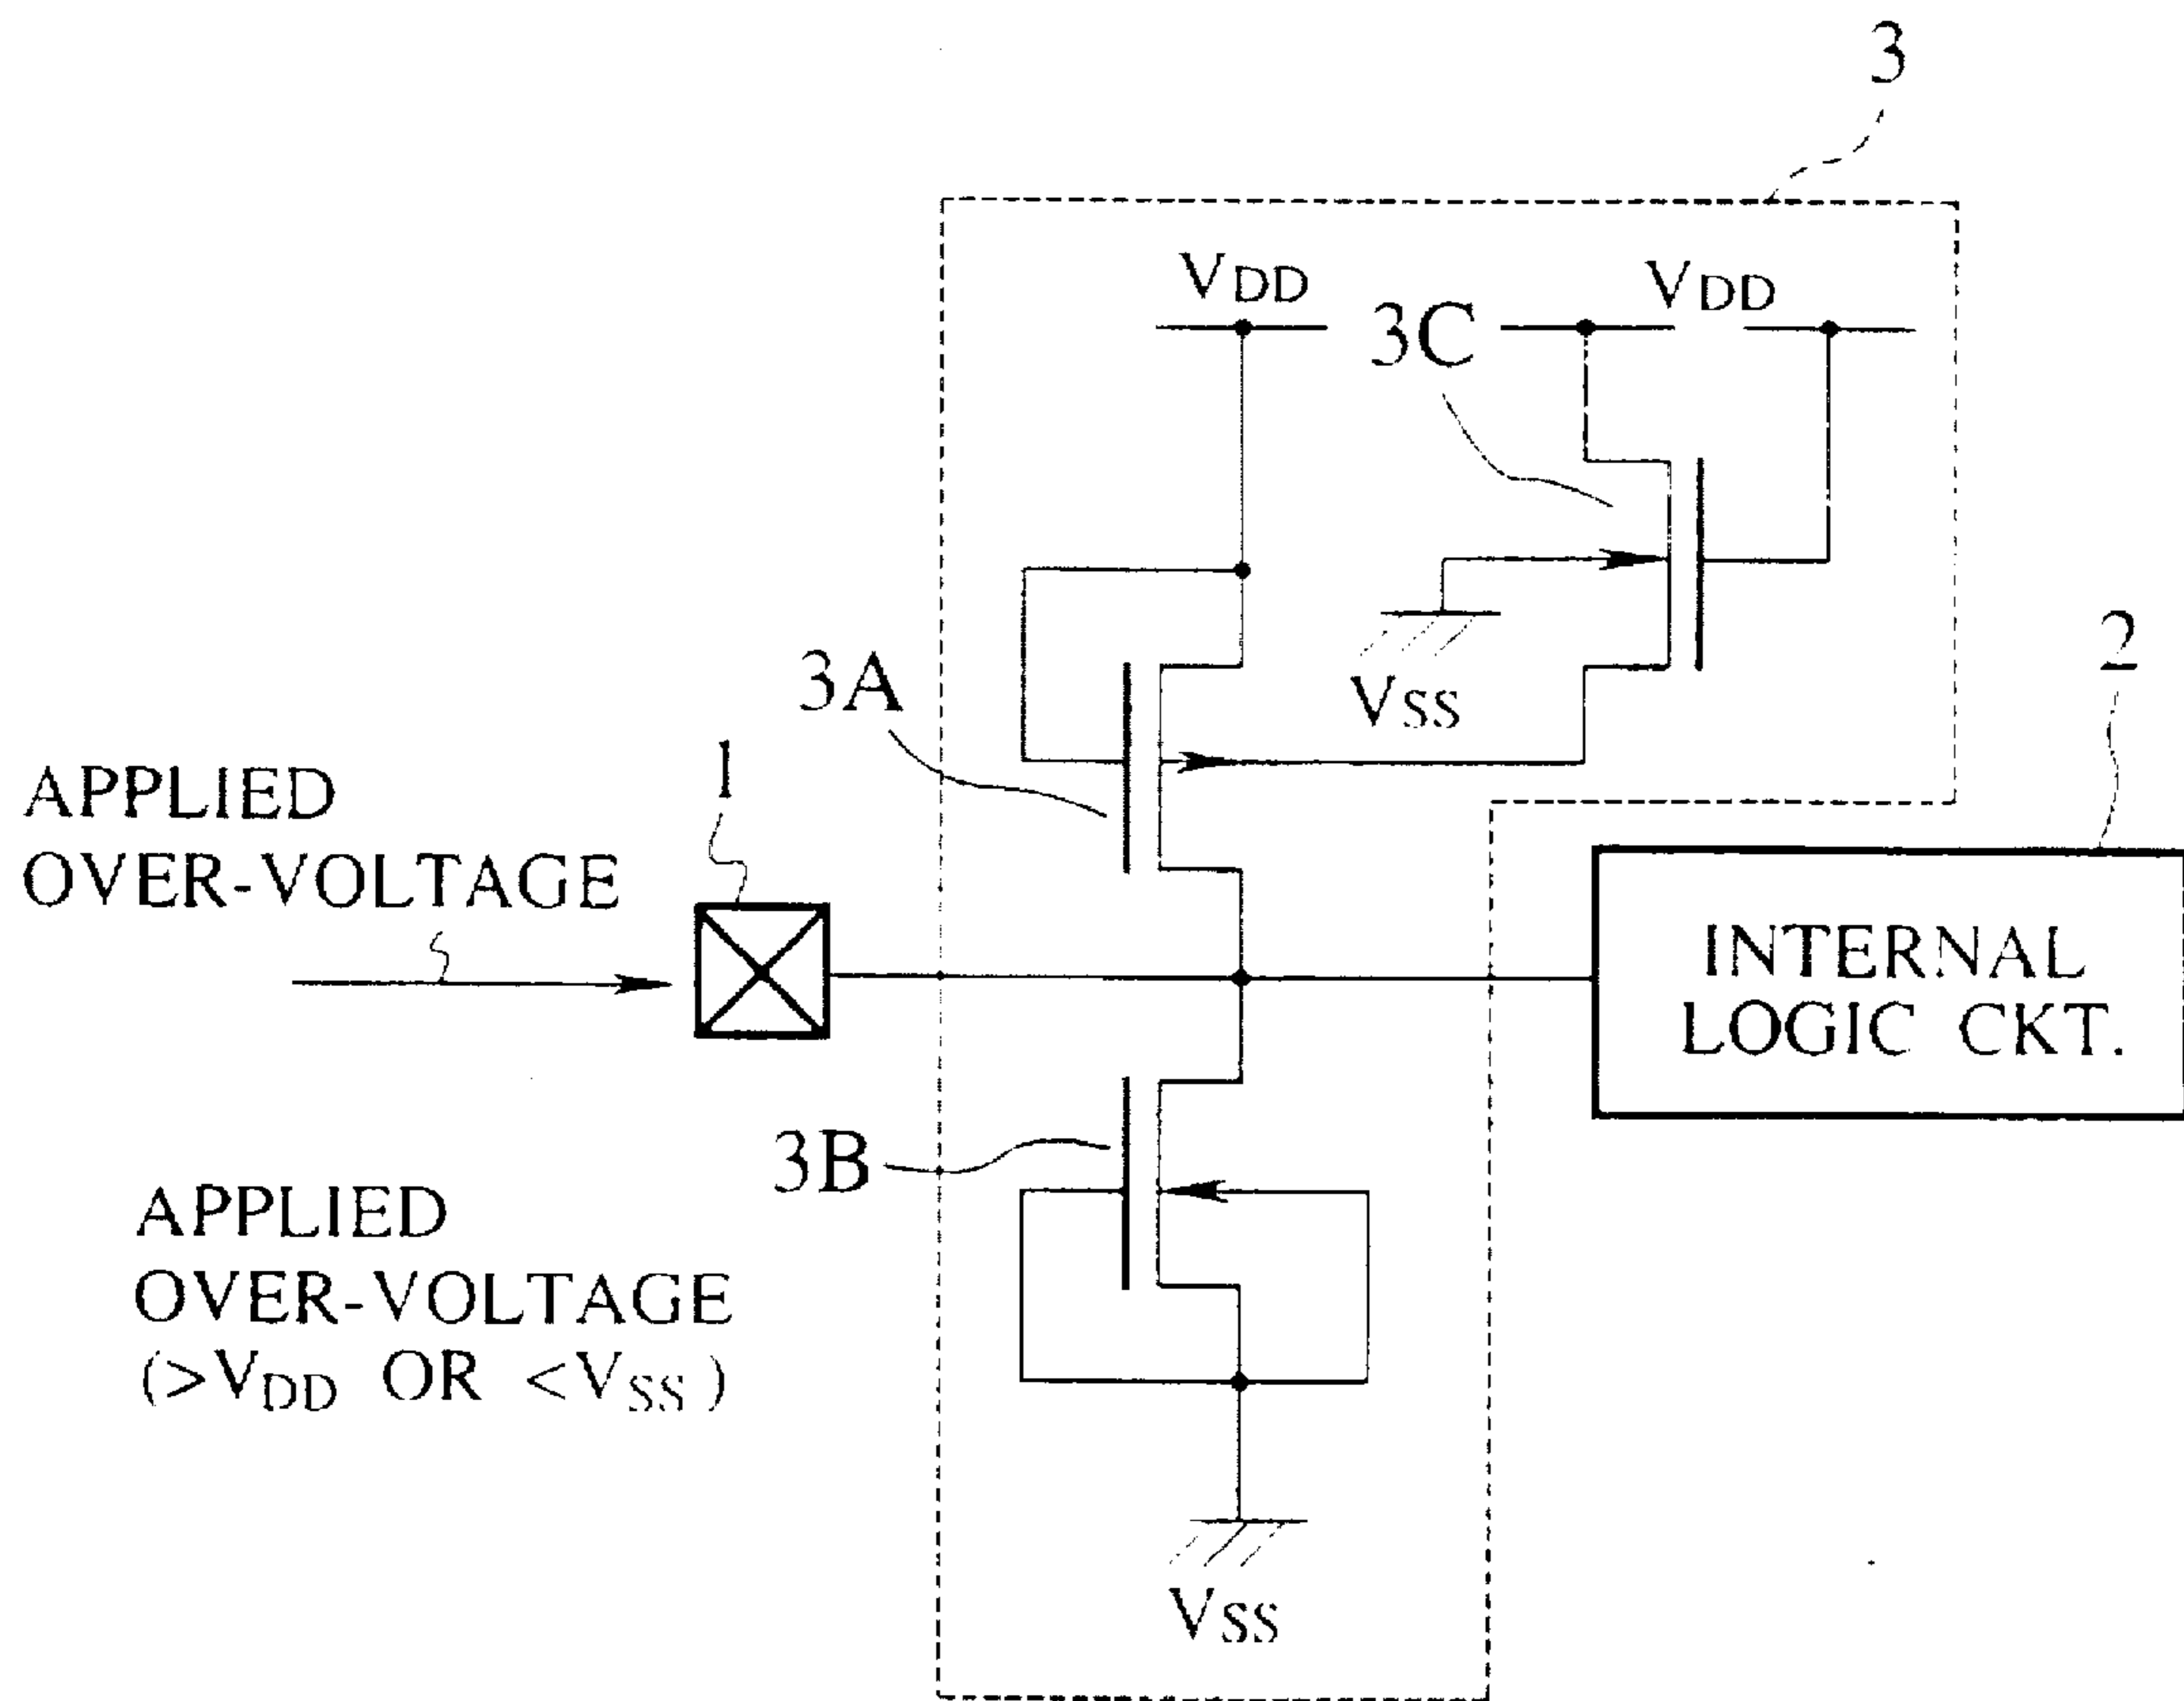 3
VDD
3C
VDD
3A
VSS
2
1
APPLIED
OVER-VOLTAGE
INTERNAL
LOGIC CKT.
3B
APPLIED
OVER-VOLTAGE
(>VDD OR <VSS)
VSS